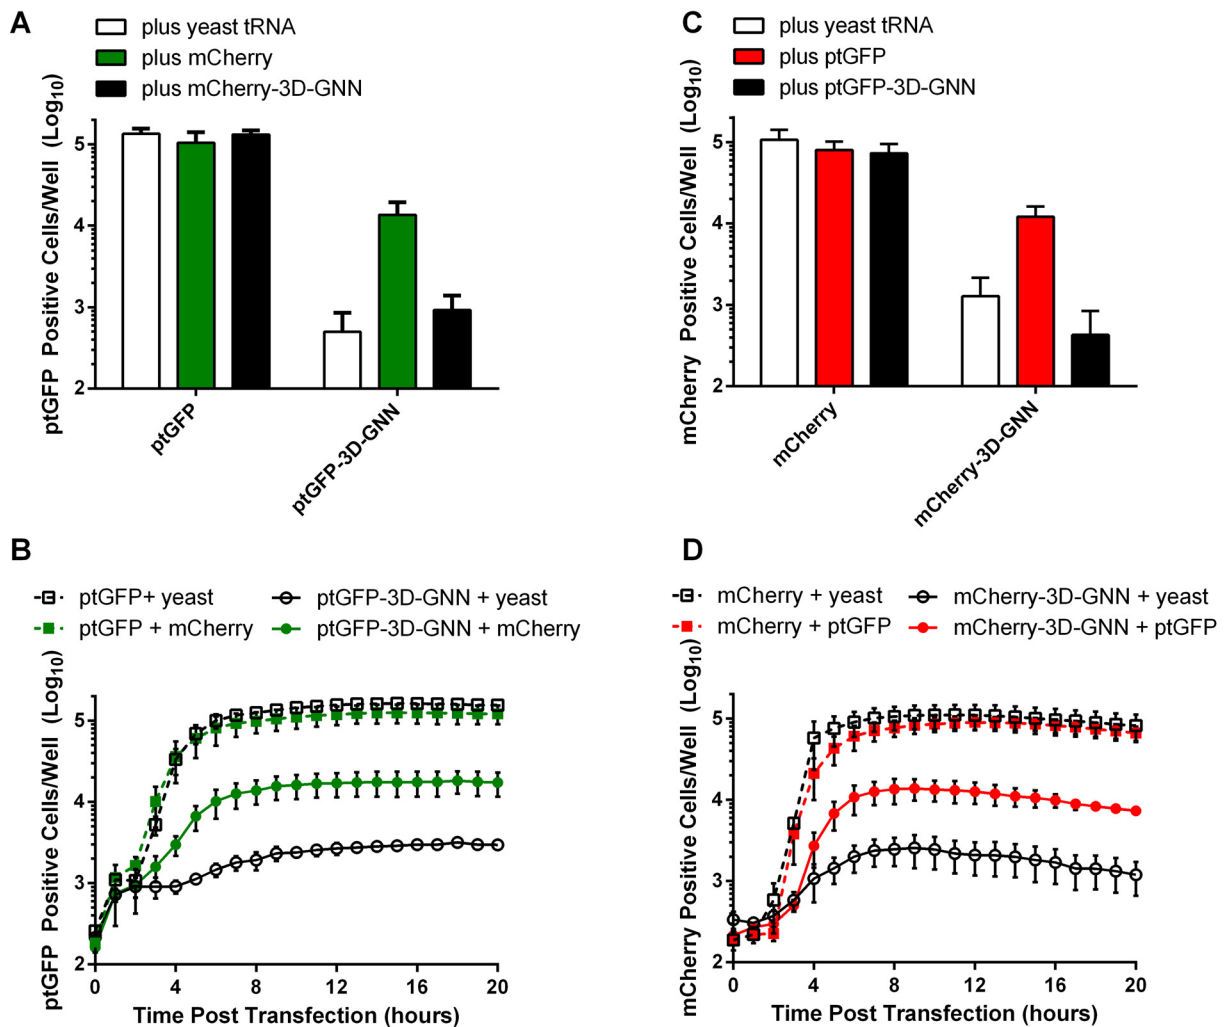 A
plus yeast tRNA
plus mCherry
plus mCherry-3D-GNN
ptGFP Positive Cells/Well (Log10)
5
4
3
2
ptGFP
ptGFP-3D-GNN
C
plus yeast tRNA
plus ptGFP
plus ptGFP-3D-GNN
mCherry Positive Cells/Well (Log10)
5
4
3
2
mCherry
mCherry-3D-GNN
B
ptGFP+ yeast
ptGFP-3D-GNN + yeast
ptGFP + mCherry
ptGFP-3D-GNN + mCherry
ptGFP Positive Cells/Well (Log10)
5
4
3
2
0 4 8 12 16 20
Time Post Transfection (hours)
D
mCherry + yeast
mCherry-3D-GNN + yeast
mCherry + ptGFP
mCherry-3D-GNN + ptGFP
mCherry Positive Cells/Well (Log10)
5
4
3
2
0 4 8 12 16 20
Time Post Transfection (hours)